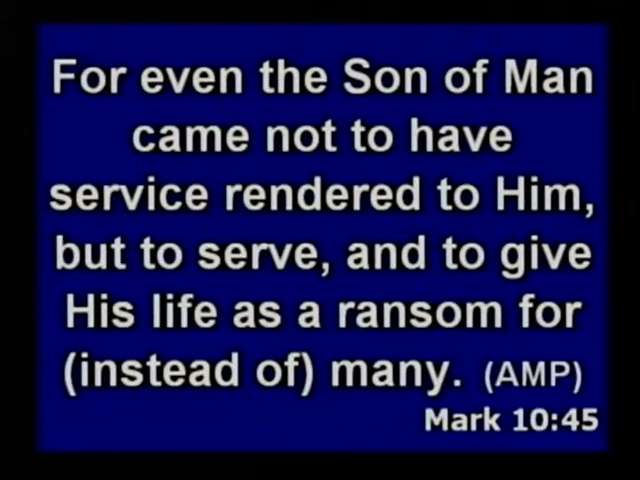 For even the Son of Man
came not to have
service rendered to Him,
but to serve, and to give
His life as a ransom for
(instead of) many. (AMP)
Mark 10:45